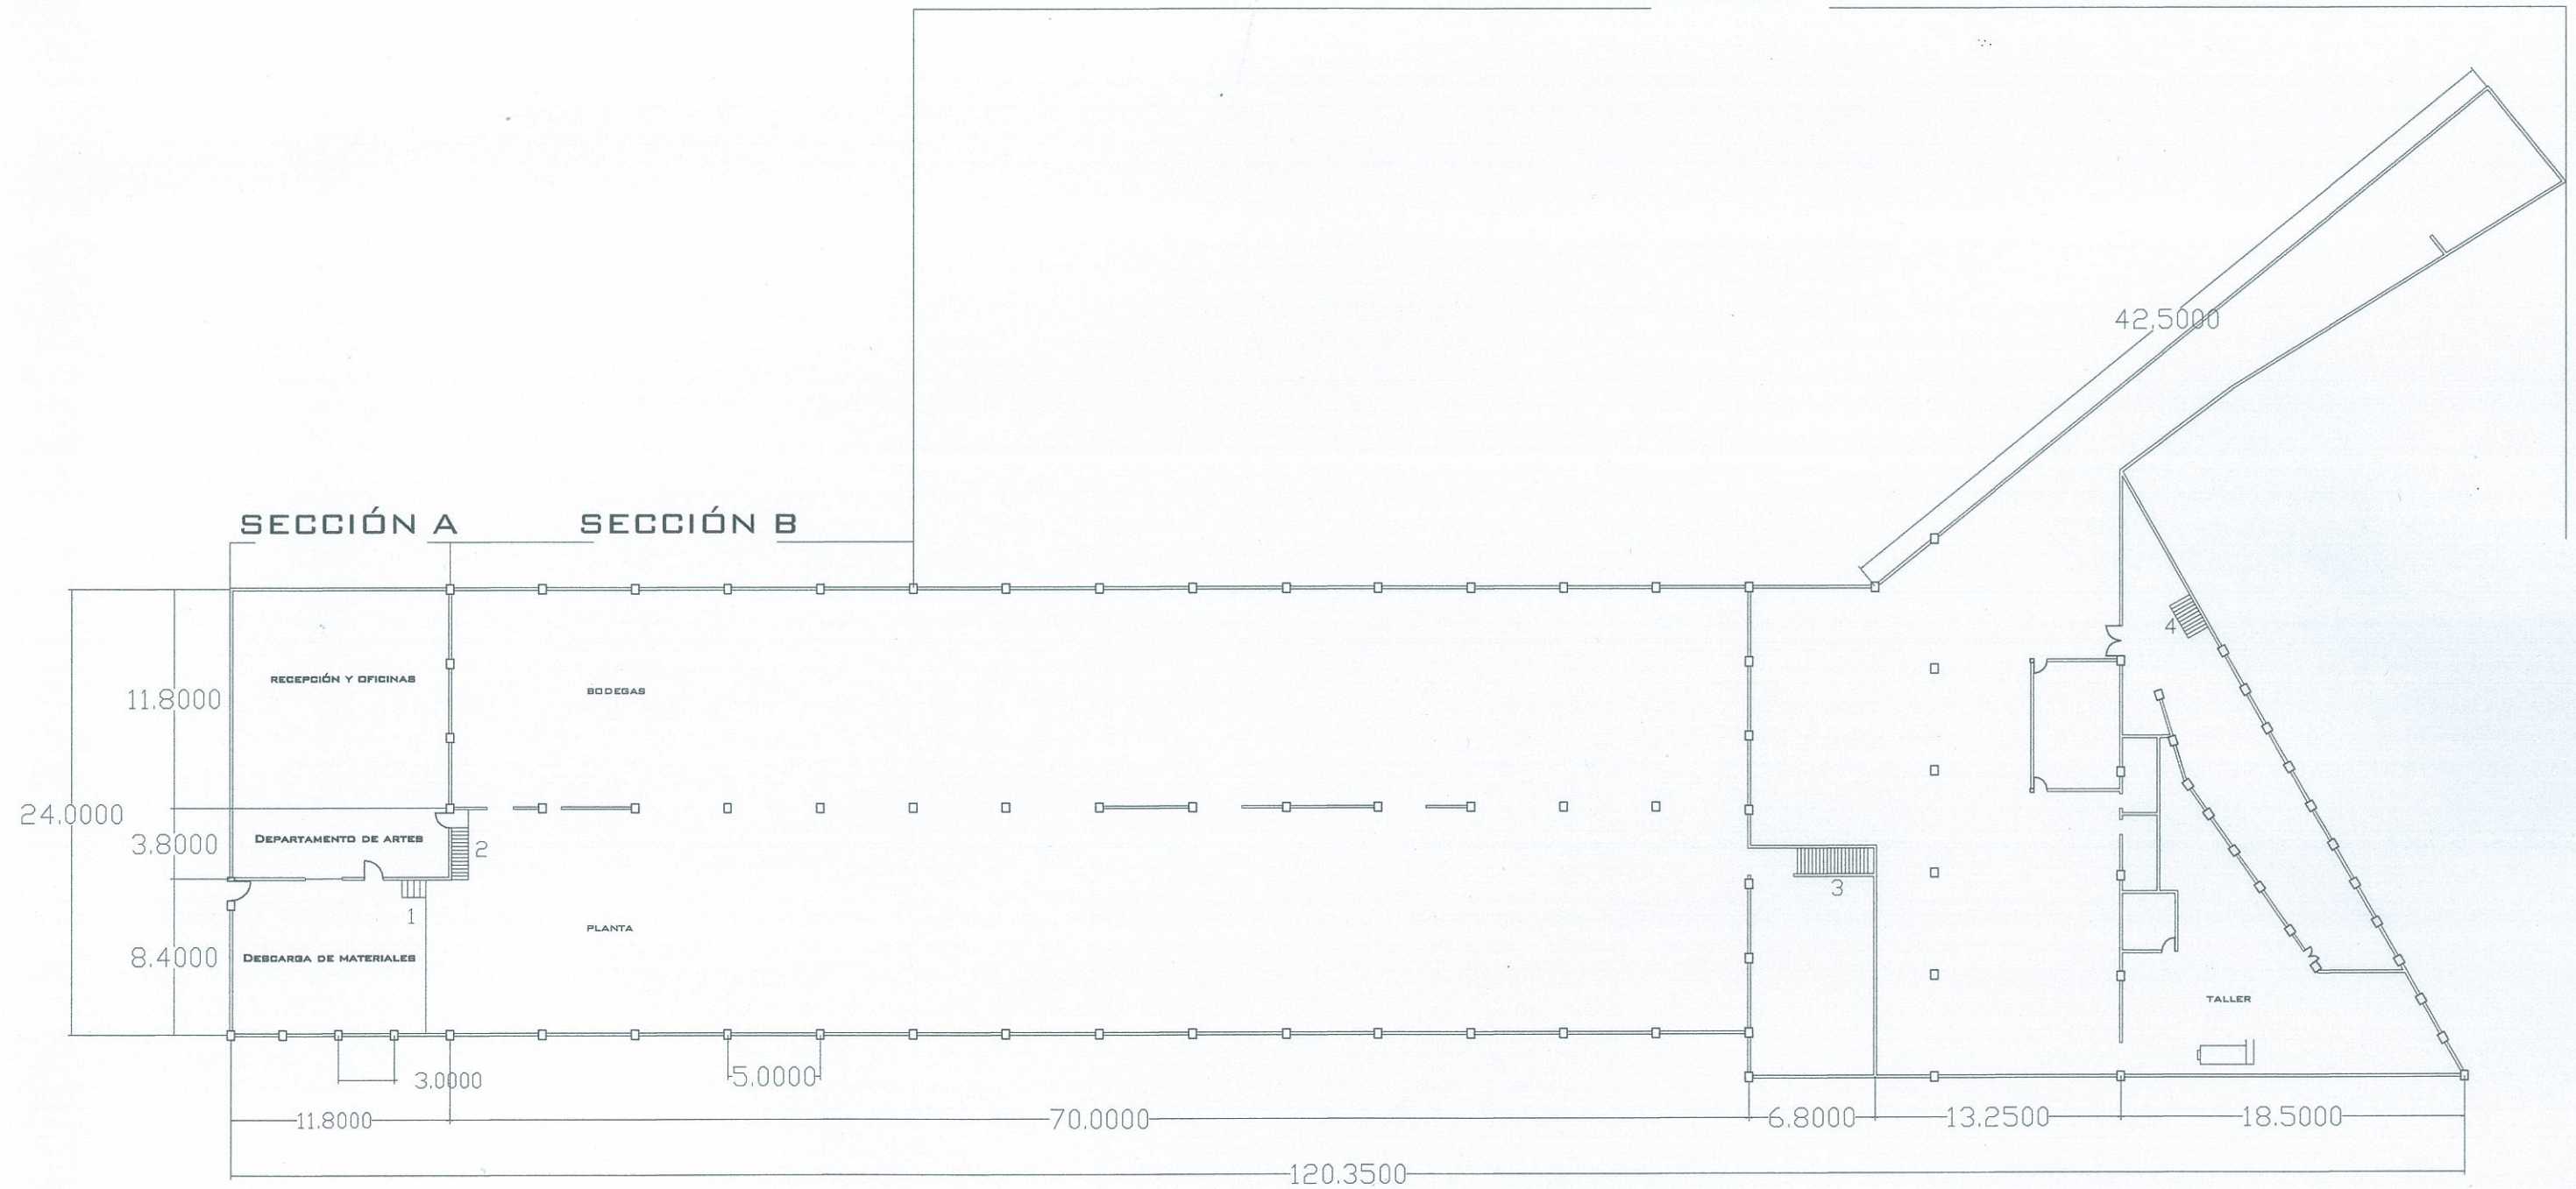 42.5000
SECCIÓN A
SECCIÓN B
RECEPCIÓN Y OFICINAS
BODEGAS
11.8000
4
24.0000
3.8000
DEPARTAMENTO DE ARTES
2
3
1
8.4000
DESCARGA DE MATERIALES
PLANTA
TALLER
3.0000
5.0000
11.8000
70.0000
6.8000
13.2500
18.5000
120.3500